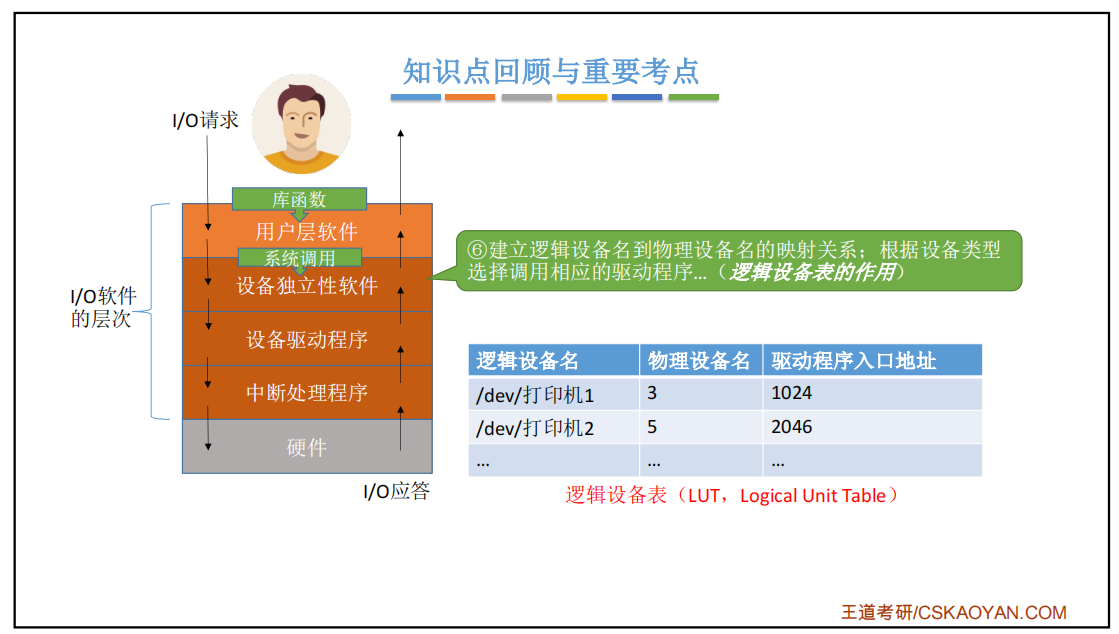 知识点回顾与重要考点
I/O请求
库函数
用户层软件
系统调用
设备独立性软件
设备驱动程序
中断处理程序
硬件
I/O软件
的层次
I/O应答
⑥建立逻辑设备名到物理设备名的映射关系；根据设备类型
选择调用相应的驱动程序...（逻辑设备表的作用）
逻辑设备名 物理设备名 驱动程序入口地址
/dev/打印机1 3 1024
/dev/打印机2 5 2046
... ... ...
逻辑设备表（LUT，Logical Unit Table）
王道考研/CSKAOYAN.COM